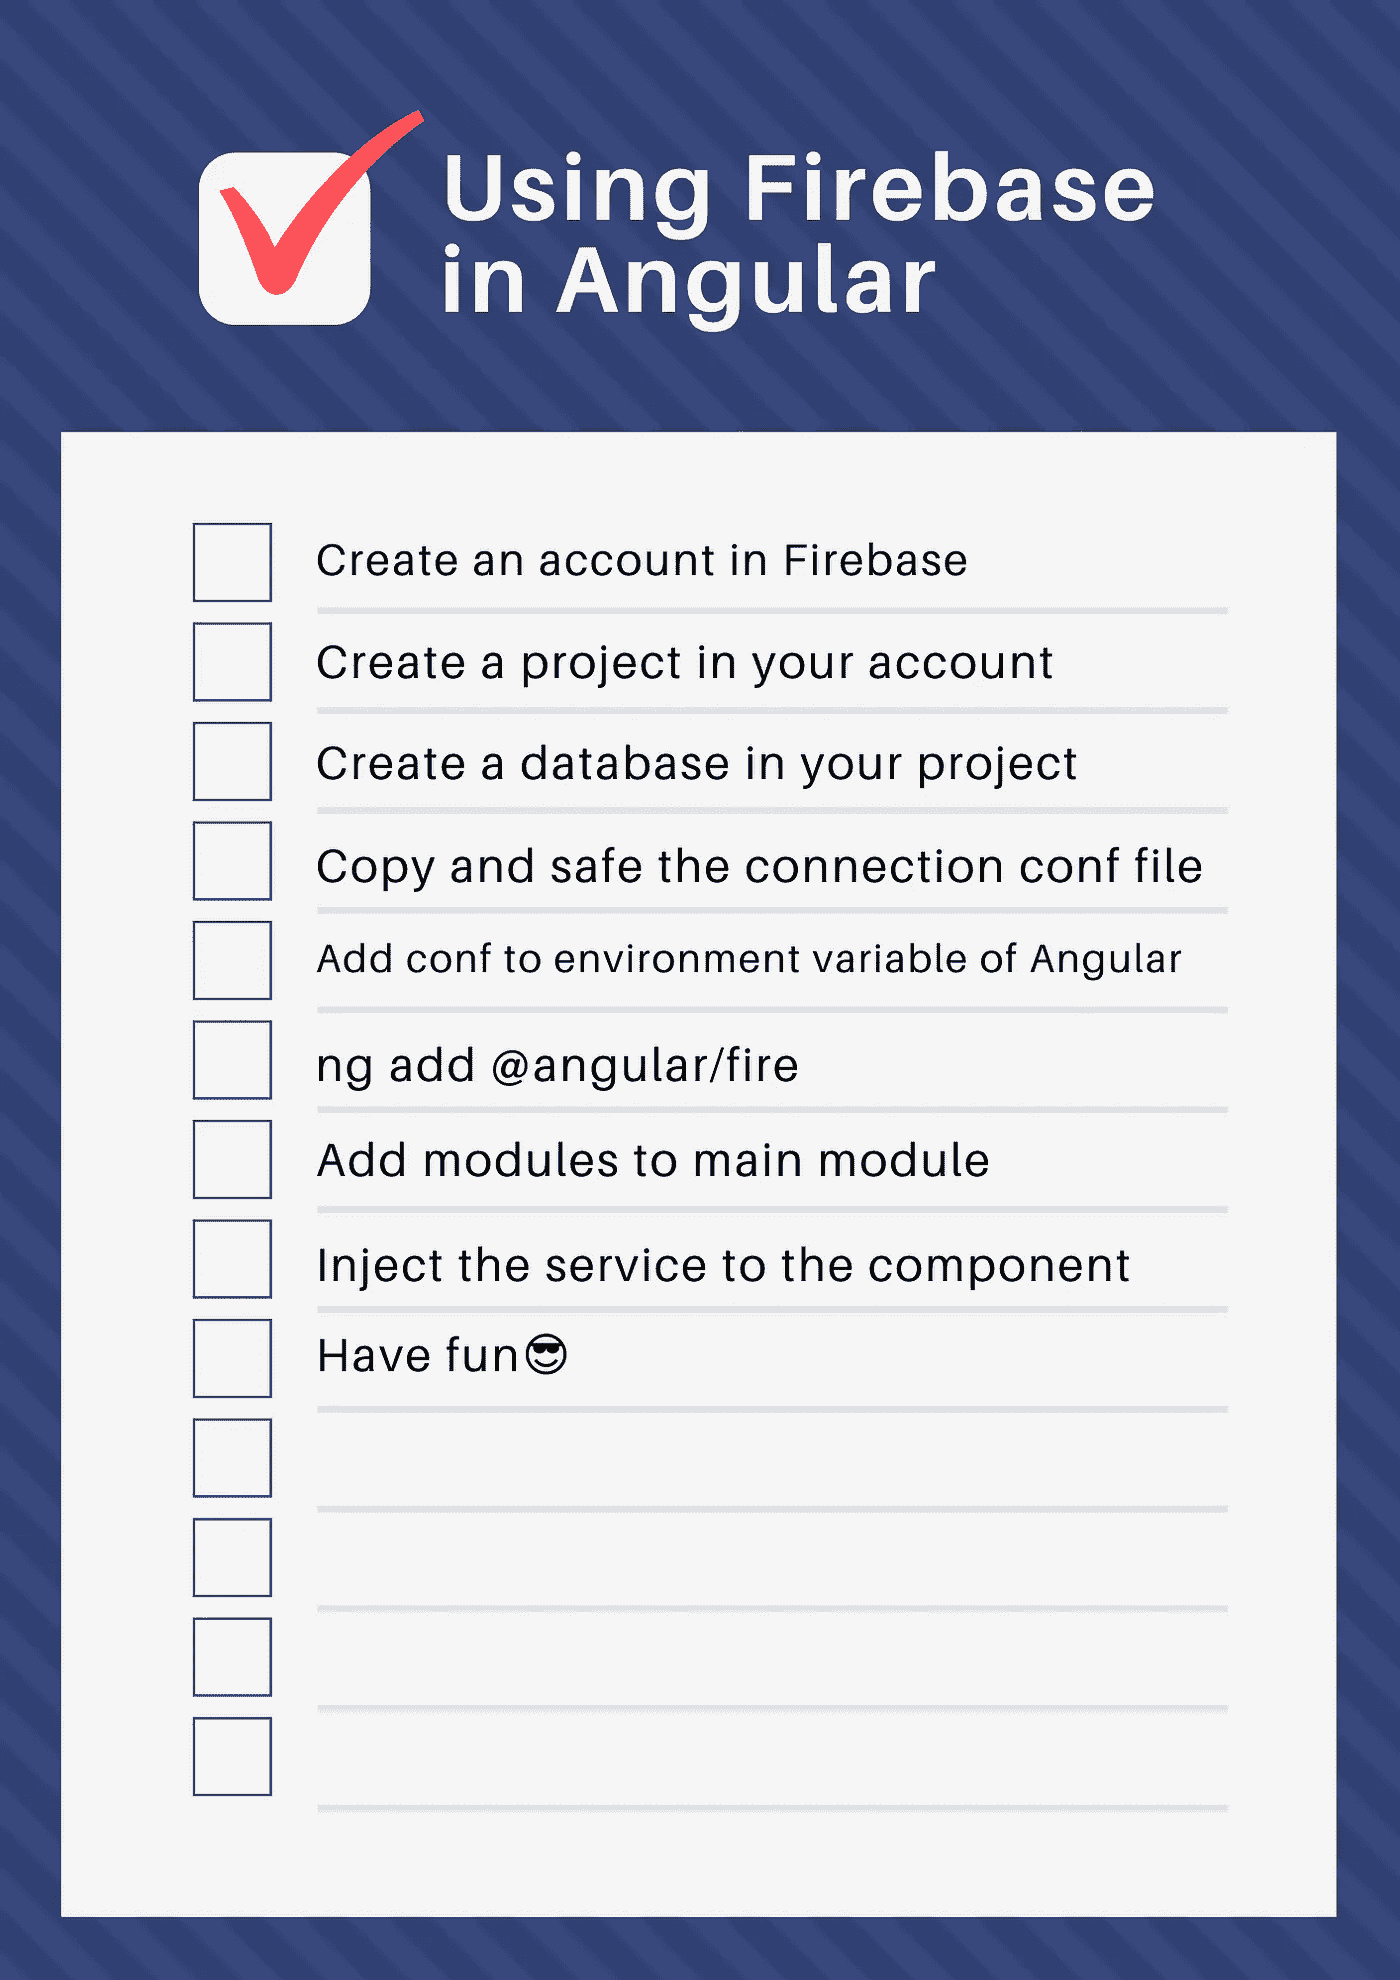 Using Firebase
in Angular
Create an account in Firebase
Create a project in your account
Create a database in your project
Copy and safe the connection conf file
Add conf to environment variable of Angular
ng add @angular/fire
Add modules to main module
Inject the service to the component
Have fun😎